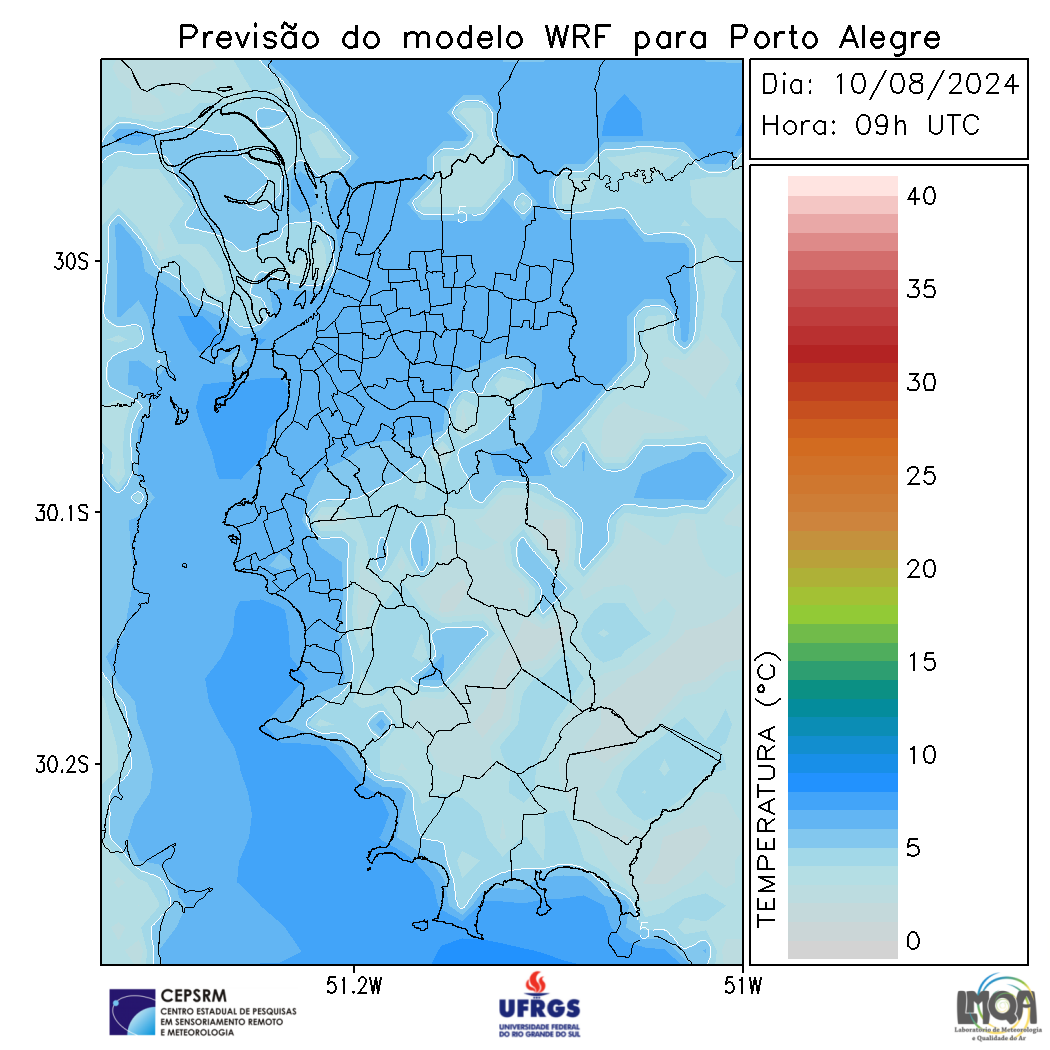 Previsão do modelo WRF para Porto Alegre
Dia: 10/08/2024
Hora: 09h UTC
40
35
30
25
20
15
10
5
0
TEMPERATURA (°C)
30S
30.1S
30.2S
51.2W
51W
5
5
CEPSRM
CENTRO ESTADUAL DE PESQUISAS
EM SENSORIAMENTO REMOTO
E METEOROLOGIA
UFRGS
UNIVERSIDADE FEDERAL
DO RIO GRANDE DO SUL
LMQA
Laboratório de Meteorologia
e Qualidade do Ar